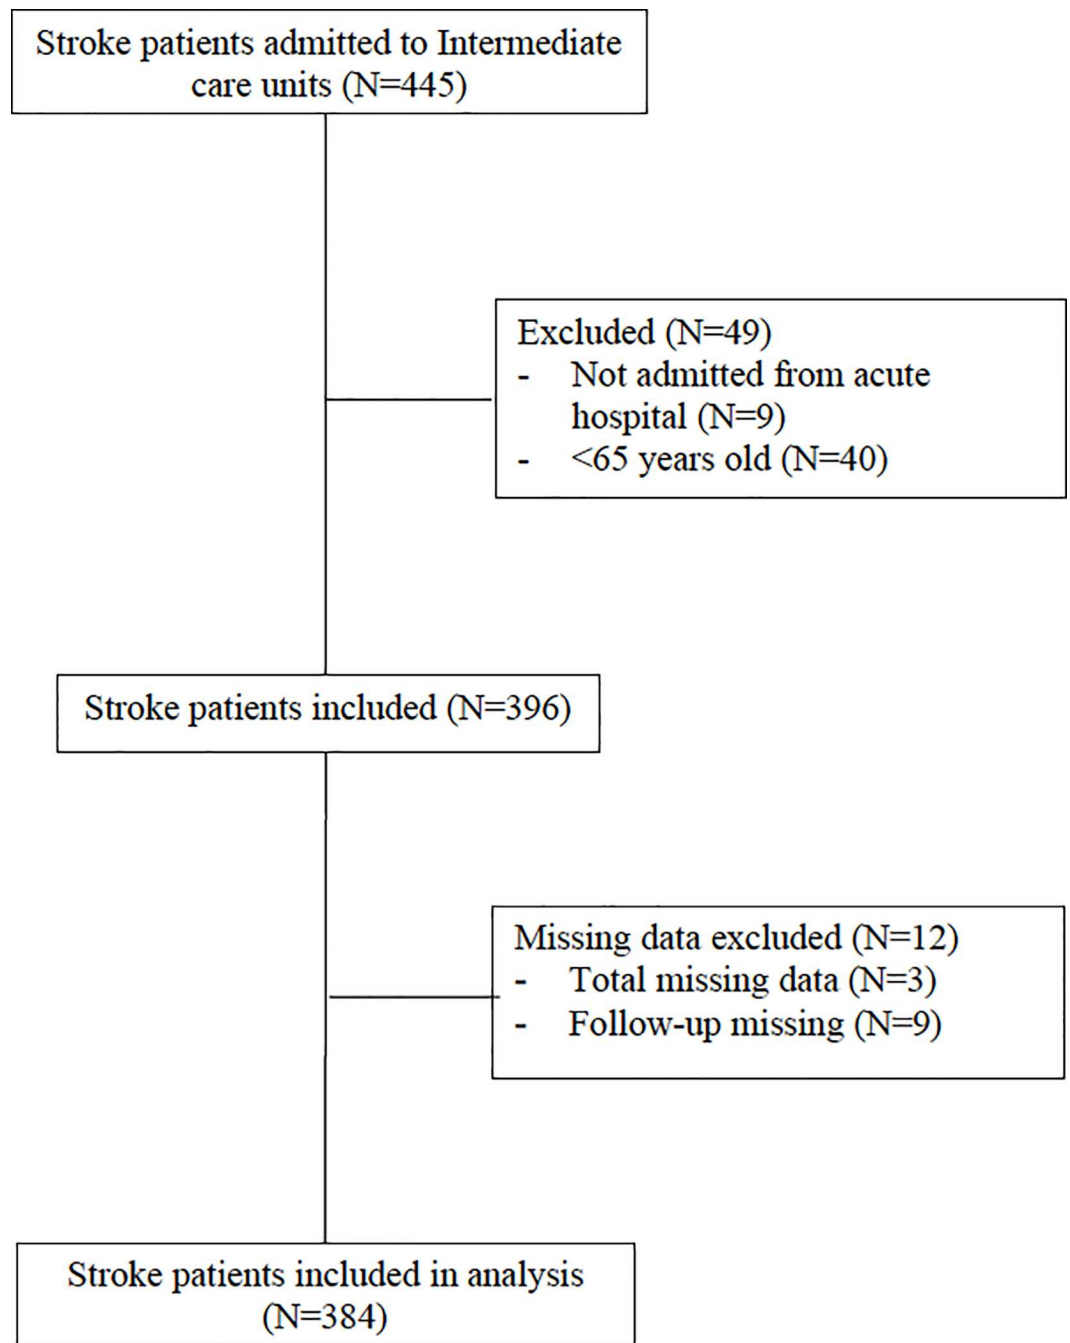 Stroke patients admitted to Intermediate
care units (N=445)
Excluded (N=49)
- Not admitted from acute
hospital (N=9)
- <65 years old (N=40)
Stroke patients included (N=396)
Missing data excluded (N=12)
- Total missing data (N=3)
- Follow-up missing (N=9)
Stroke patients included in analysis
(N=384)